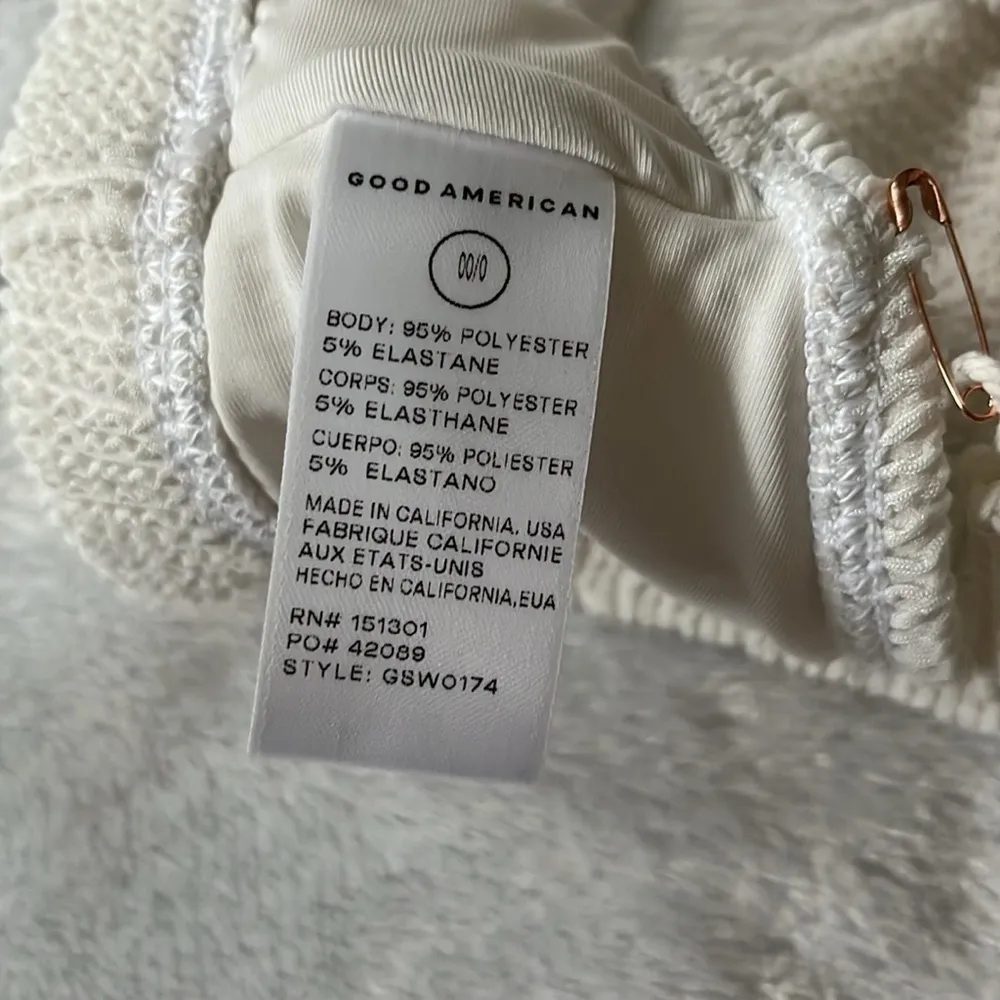 GOOD AMERICAN
00/0
BODY: 95% POLYESTER
5% ELASTANE
CORPS: 95% POLYESTER
5% ELASTHANE
CUERPO: 95% POLIESTER
5% ELASTANO
MADE IN CALIFORNIA, USA
FABRIQUE CALIFORNIE
AUX ETATS-UNIS
HECHO EN CALIFORNIA,EUA
RN# 151301
PO# 42089
STYLE: GSW0174